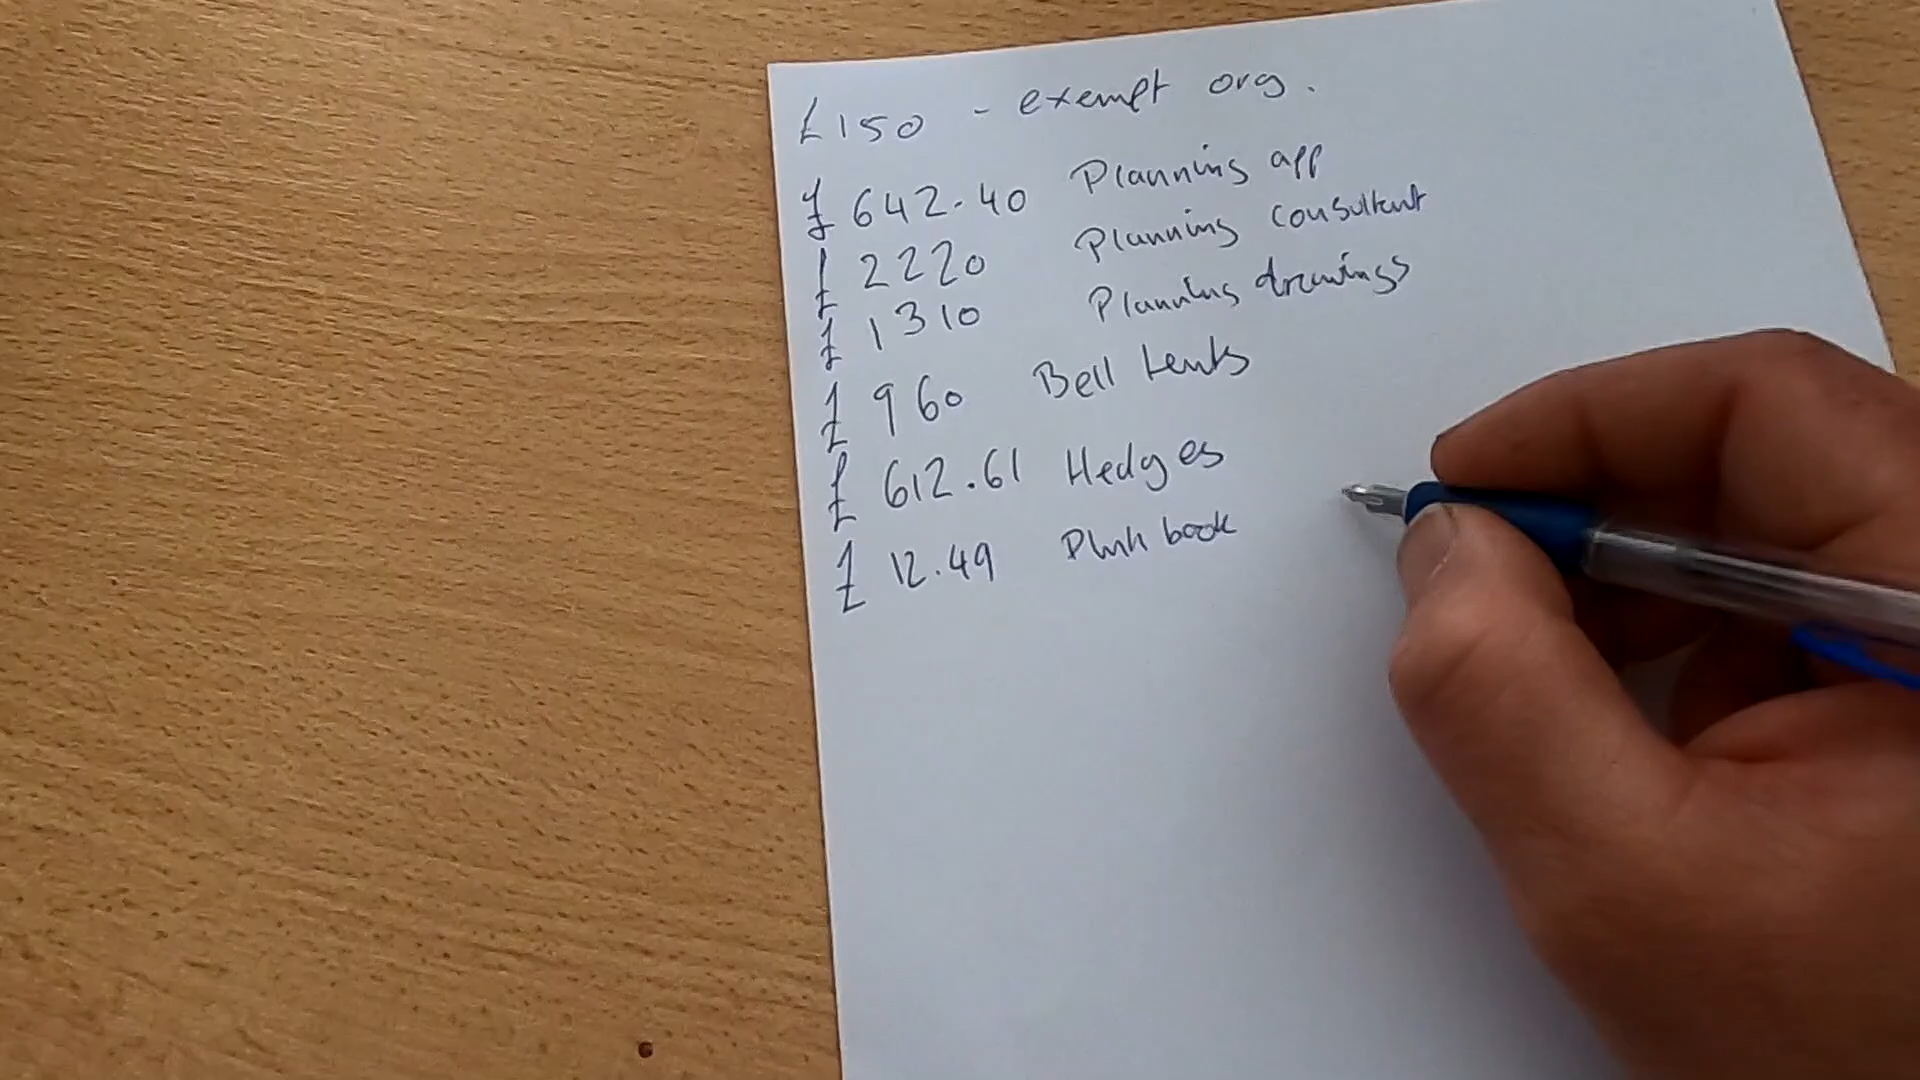 £150 - exempt org.
£642.40 Planning app
£2220 Planning consultant
£1310 Planning drawings
£960 Bell tents
£612.61 Hedges
£12.49 book